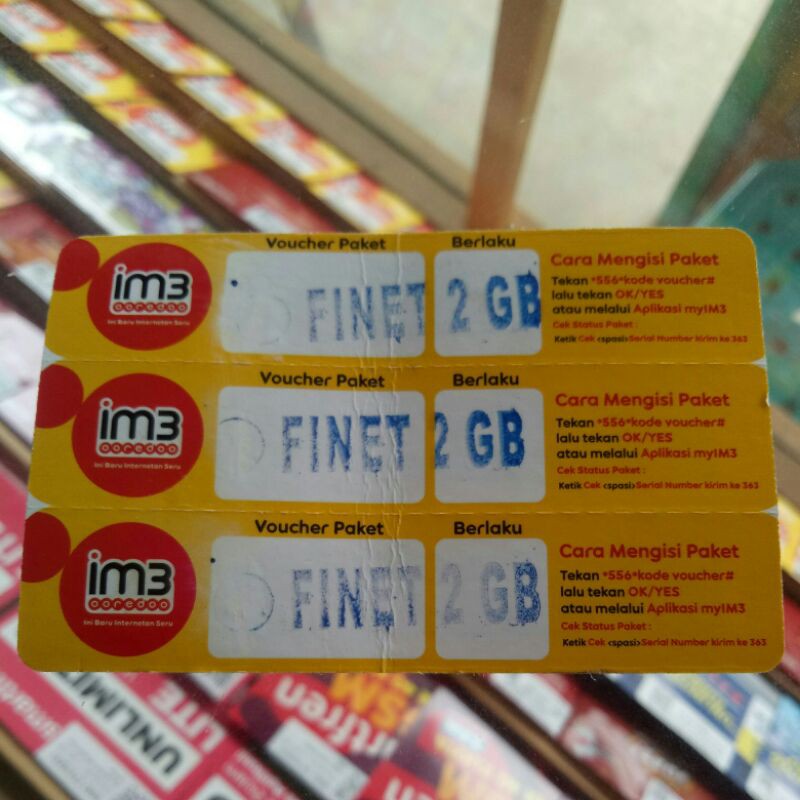 Voucher Paket Berlaku
im3
ooredoo
Ini Baru Internetan Seru
FINET 2 GB
Cara Mengisi Paket
Tekan *556*kode voucher#
lalu tekan OK/YES
atau melalui Aplikasi myIM3
Cek Status Paket :
Ketik Cek <spasi>Serial Number kirim ke 363
Voucher Paket Berlaku
im3
ooredoo
Ini Baru Internetan Seru
FINET 2 GB
Cara Mengisi Paket
Tekan *556*kode voucher#
lalu tekan OK/YES
atau melalui Aplikasi myIM3
Cek Status Paket :
Ketik Cek <spasi>Serial Number kirim ke 363
Voucher Paket Berlaku
im3
ooredoo
Ini Baru Internetan Seru
FINET 2 GB
Cara Mengisi Paket
Tekan *556*kode voucher#
lalu tekan OK/YES
atau melalui Aplikasi myIM3
Cek Status Paket :
Ketik Cek <spasi>Serial Number kirim ke 363
UNLIMIT
LITE